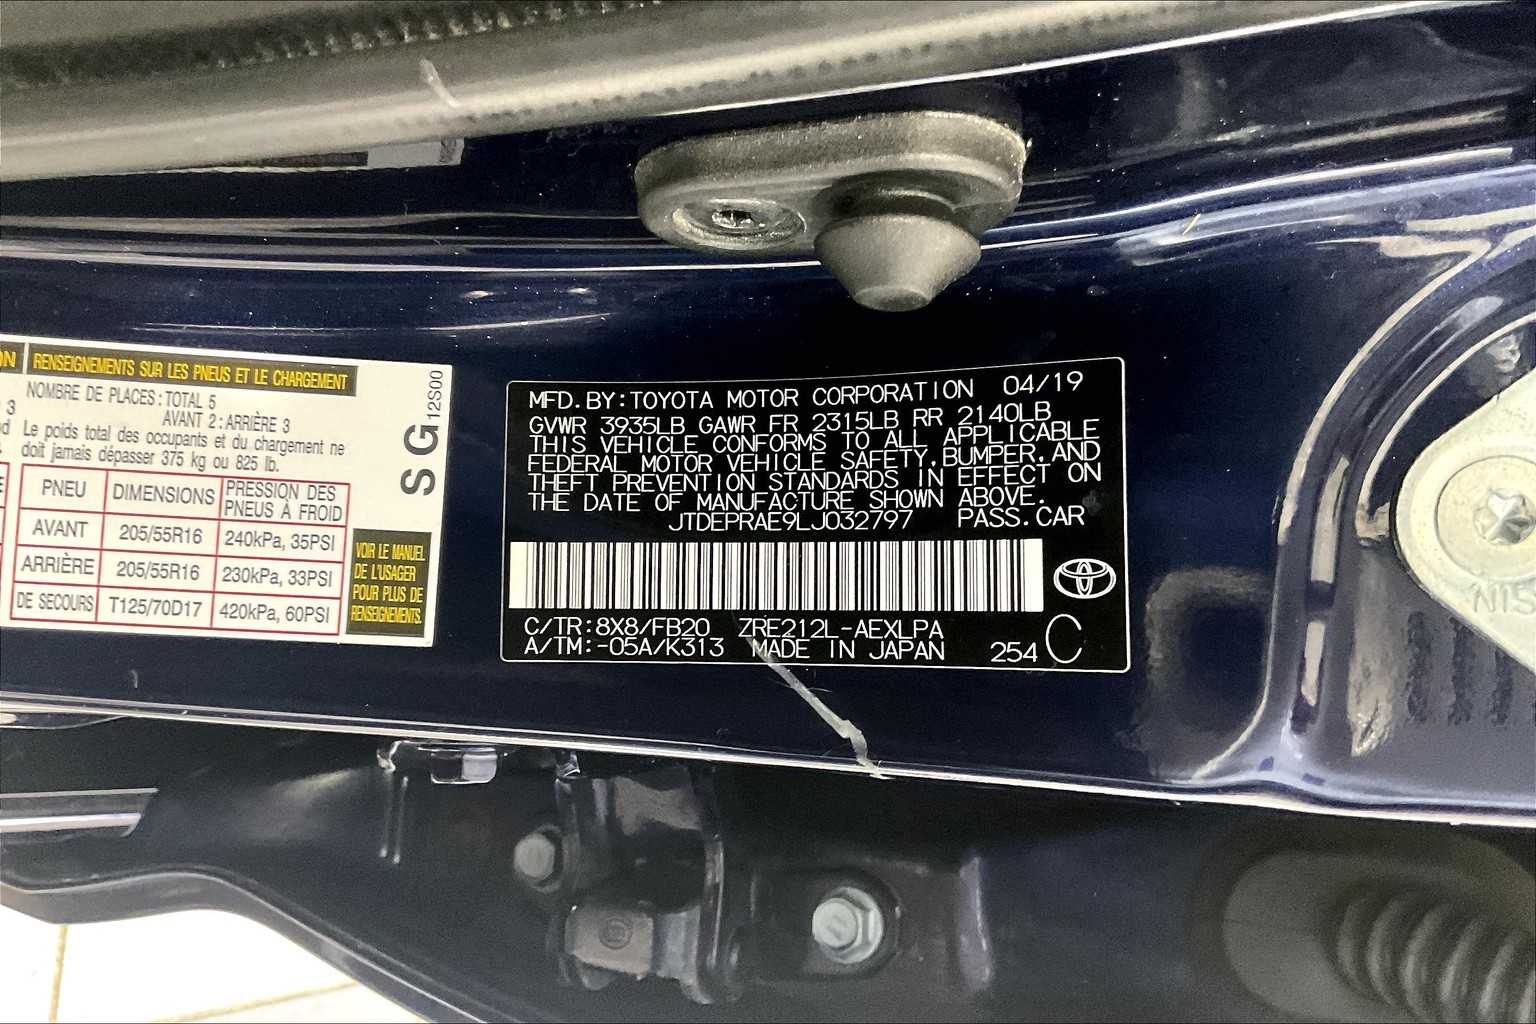 ON
RENSEIGNEMENTS SUR LES PNEUS ET LE CHARGEMENT
NOMBRE DE PLACES: TOTAL 5
AVANT 2: ARRIÈRE 3
Le poids total des occupants et du chargement ne
doit jamais dépasser 375 kg ou 825 lb.
PNEU DIMENSIONS PRESSION DES PNEUS À FROID
AVANT 205/55R16 240kPa, 35PSI
ARRIÈRE 205/55R16 230kPa, 33PSI
DE SECOURS T125/70D17 420kPa, 60PSI
VOIR LE MANUEL
DE L'USAGER
POUR PLUS DE
RENSEIGNEMENTS.
SG
12S00
MFD.BY:TOYOTA MOTOR CORPORATION 04/19
GVWR 3935LB GAWR FR 2315LB RR 2140LB
THIS VEHICLE CONFORMS TO ALL APPLICABLE
FEDERAL MOTOR VEHICLE SAFETY,BUMPER,AND
THEFT PREVENTION STANDARDS IN EFFECT ON
THE DATE OF MANUFACTURE SHOWN ABOVE.
JTDEPRAE9LJ032797 PASS.CAR
C/TR:8X8/FB20 ZRE212L-AEXLPA
A/TM:-05A/K313 MADE IN JAPAN 254 C